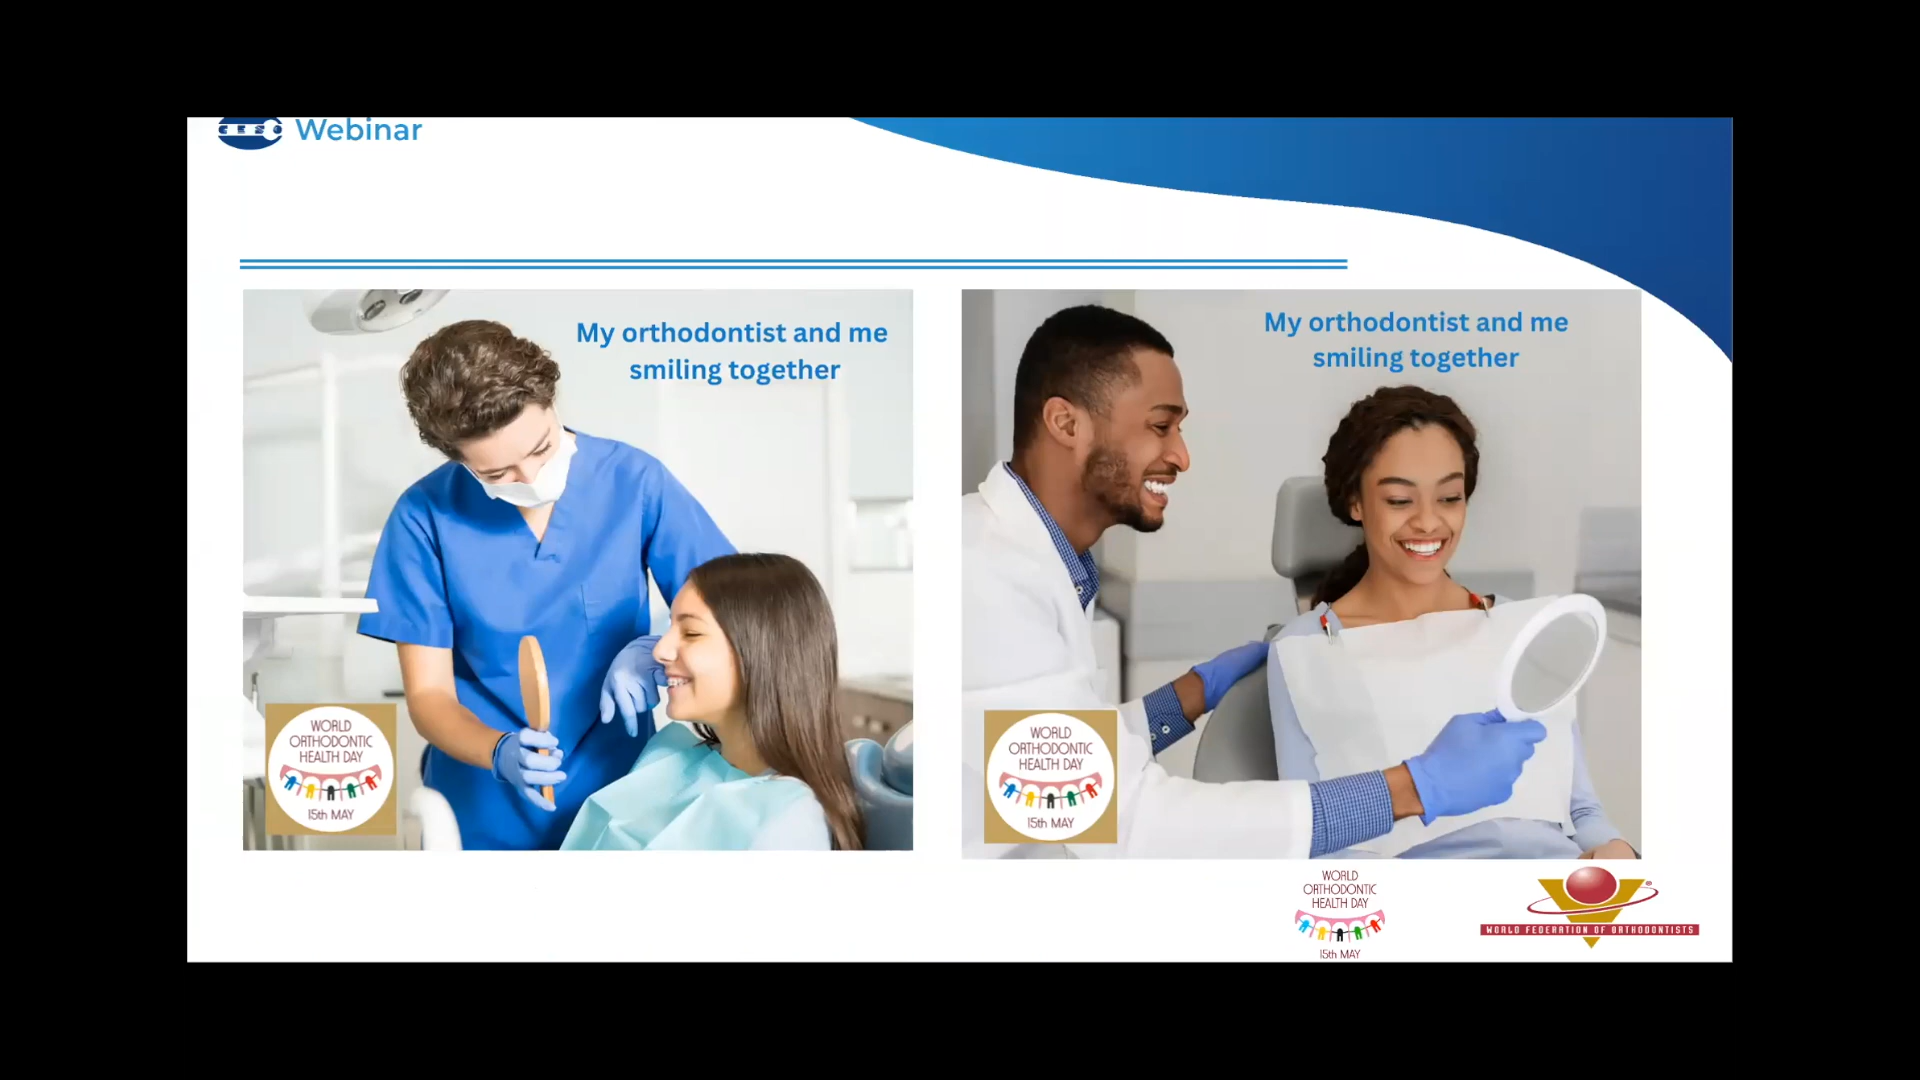 Webinar
My orthodontist and me
smiling together
WORLD
ORTHODONTIC
HEALTH DAY
15th MAY
My orthodontist and me
smiling together
WORLD
ORTHODONTIC
HEALTH DAY
15th MAY
WORLD
ORTHODONTIC
HEALTH DAY
15th MAY
®
WORLD FEDERATION OF ORTHODONTISTS